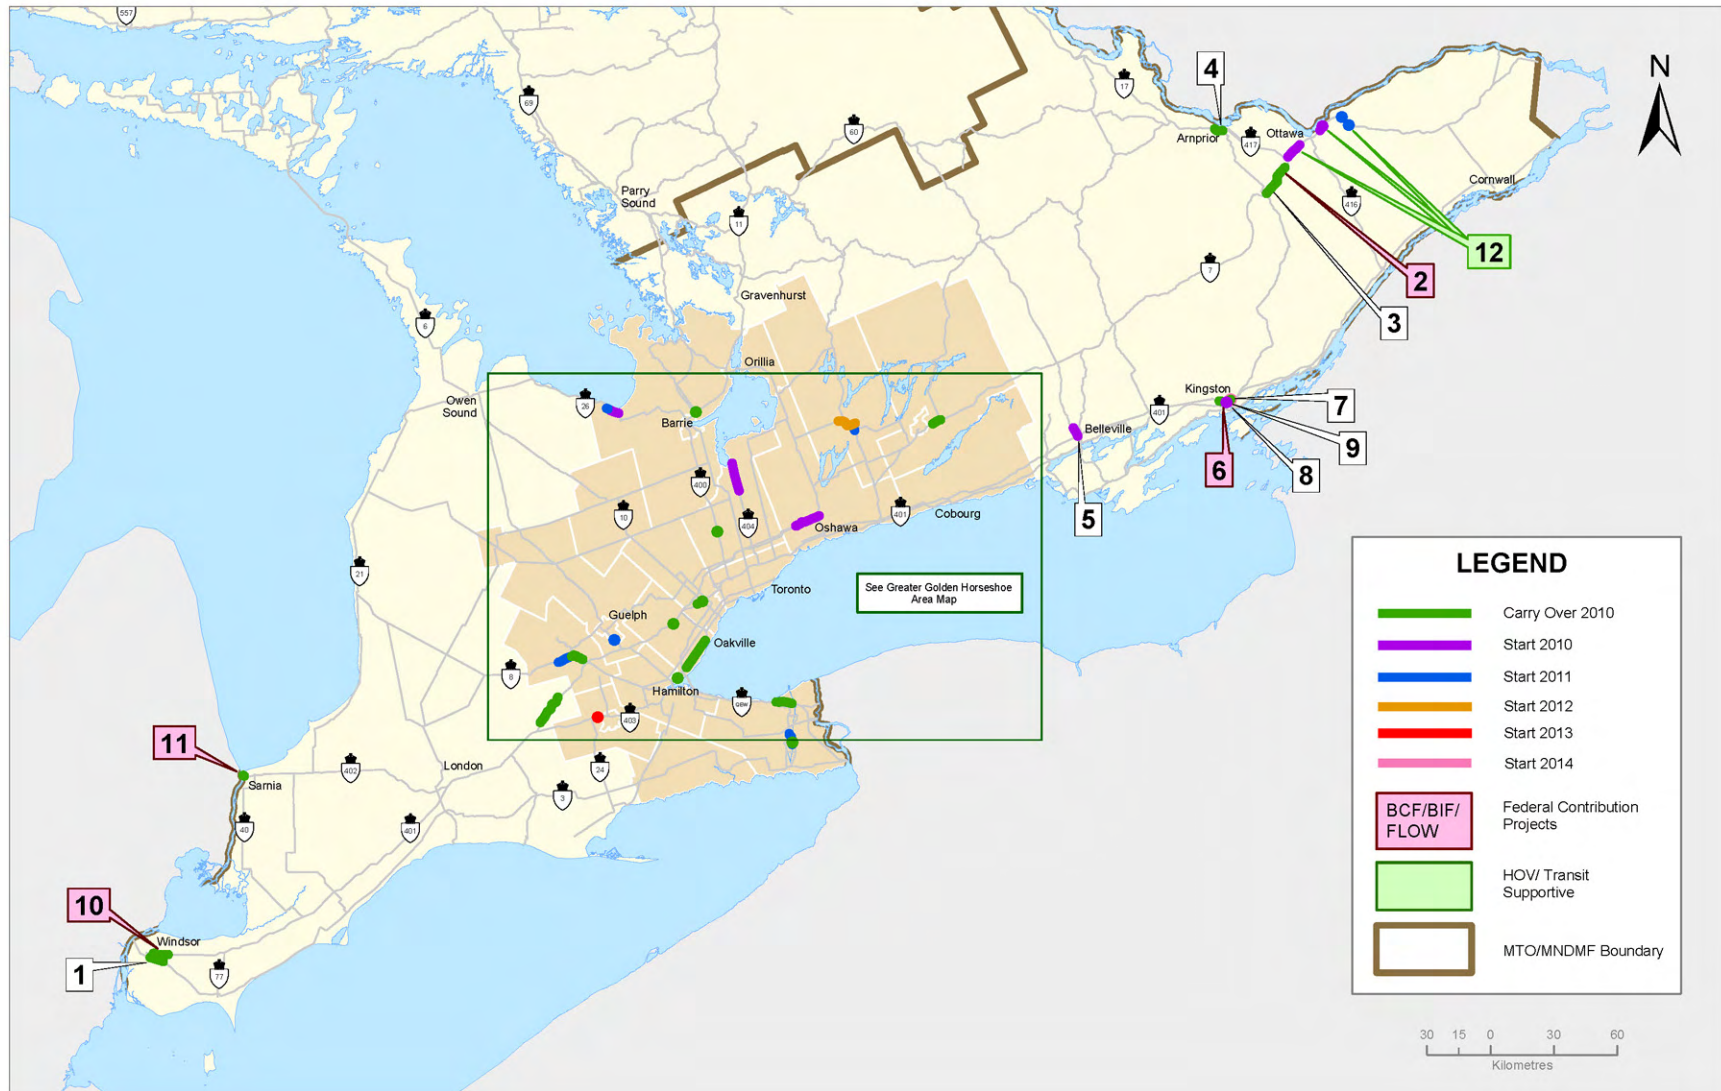 557
N
4
17
69
60
Arnprior
417
Ottawa
Cornwall
Parry
Sound
416
11
12
7
2
Gravenhurst
3
6
Orillia
Owen
Sound
26
Barrie
Kingston
401
7
Belleville
9
6
8
400
10
404
401
Cobourg
5
Oshawa
21
See Greater Golden Horseshoe
Area Map
Toronto
Guelph
Oakville
8
Hamilton
QEW
403
11
Sarnia
402
London
24
3
40
401
10
Windsor
1
77
LEGEND
Carry Over 2010
Start 2010
Start 2011
Start 2012
Start 2013
Start 2014
BCF/BIF/
FLOW
Federal Contribution
Projects
HOV/ Transit
Supportive
MTO/MNDMF Boundary
30 15 0 30 60
Kilometres